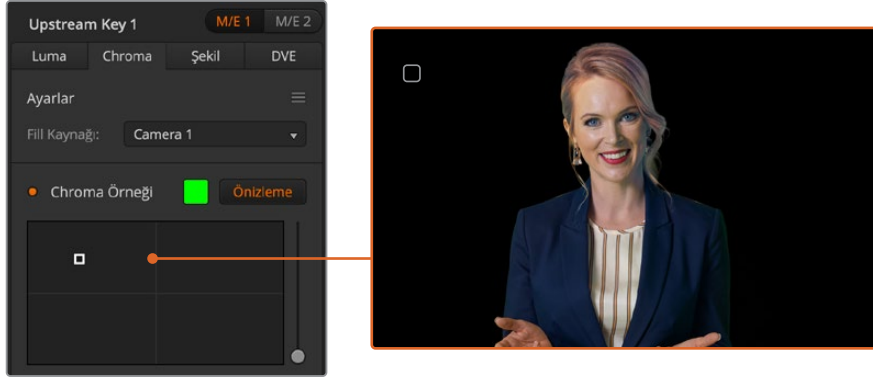 Upstream Key 1 M/E 1 M/E 2
Luma Chroma Şekil DVE
Ayarlar
Fill Kaynağı: Camera 1
Chroma Örneği Önizleme